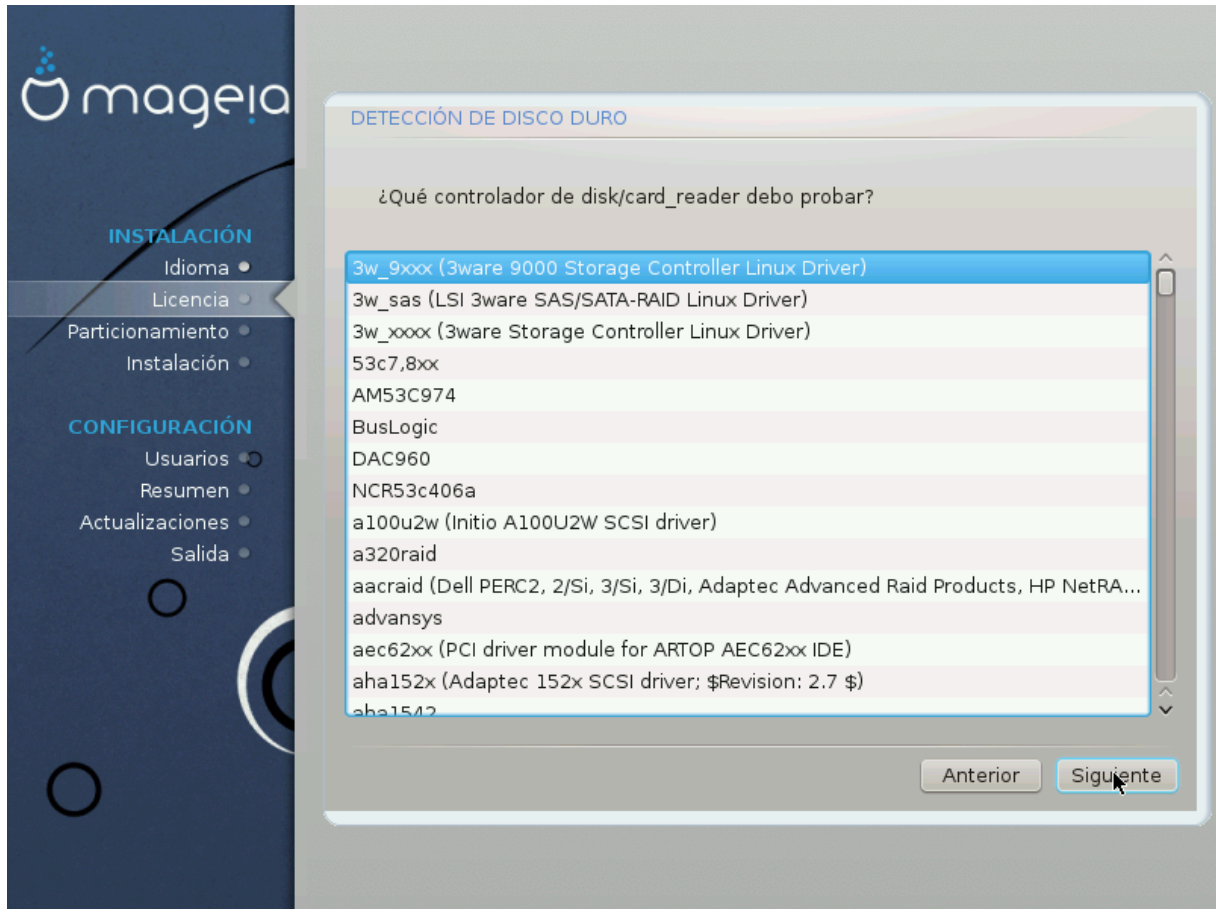 mageia
INSTALACIÓN
Idioma
Licencia
Particionamiento
Instalación
CONFIGURACIÓN
Usuarios
Resumen
Actualizaciones
Salida
DETECCIÓN DE DISCO DURO
¿Qué controlador de disk/card_reader debo probar?
3w_9xxx (3ware 9000 Storage Controller Linux Driver)
3w_sas (LSI 3ware SAS/SATA-RAID Linux Driver)
3w_xxxx (3ware Storage Controller Linux Driver)
53c7,8xx
AM53C974
BusLogic
DAC960
NCR53c406a
a100u2w (Initio A100U2W SCSI driver)
a320raid
aacraid (Dell PERC2, 2/Si, 3/Si, 3/Di, Adaptec Advanced Raid Products, HP NetRA...
advansys
aec62xx (PCI driver module for ARTOP AEC62xx IDE)
aha152x (Adaptec 152x SCSI driver; $Revision: 2.7 $)
aha1542
Anterior
Siguiente